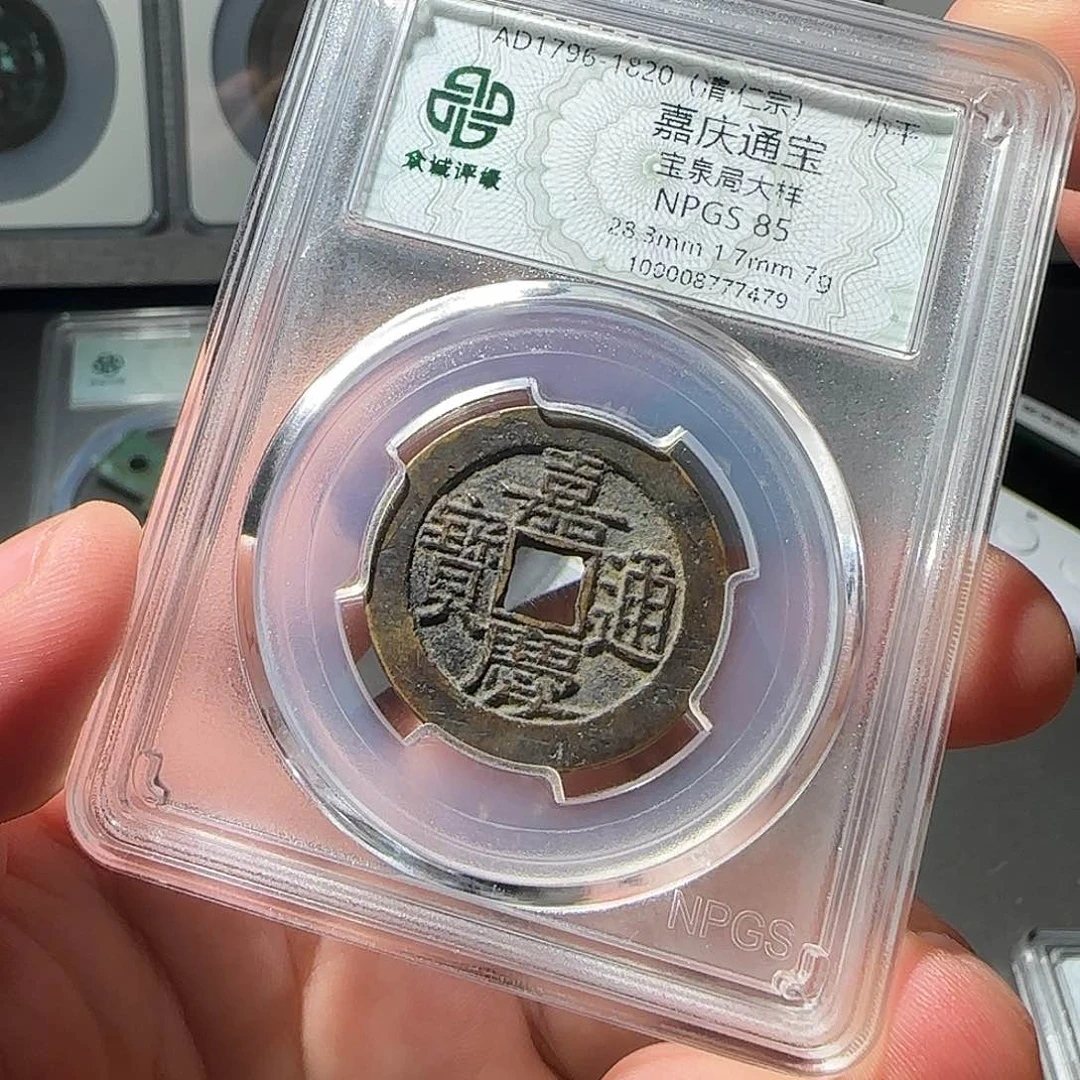 AD1796-1820（清·仁宗） 小平
众诚评级
嘉庆通宝
宝泉局大样
NPGS 85
28.3mm 1.7mm 7g
100008777479
嘉慶通寶
NPGS